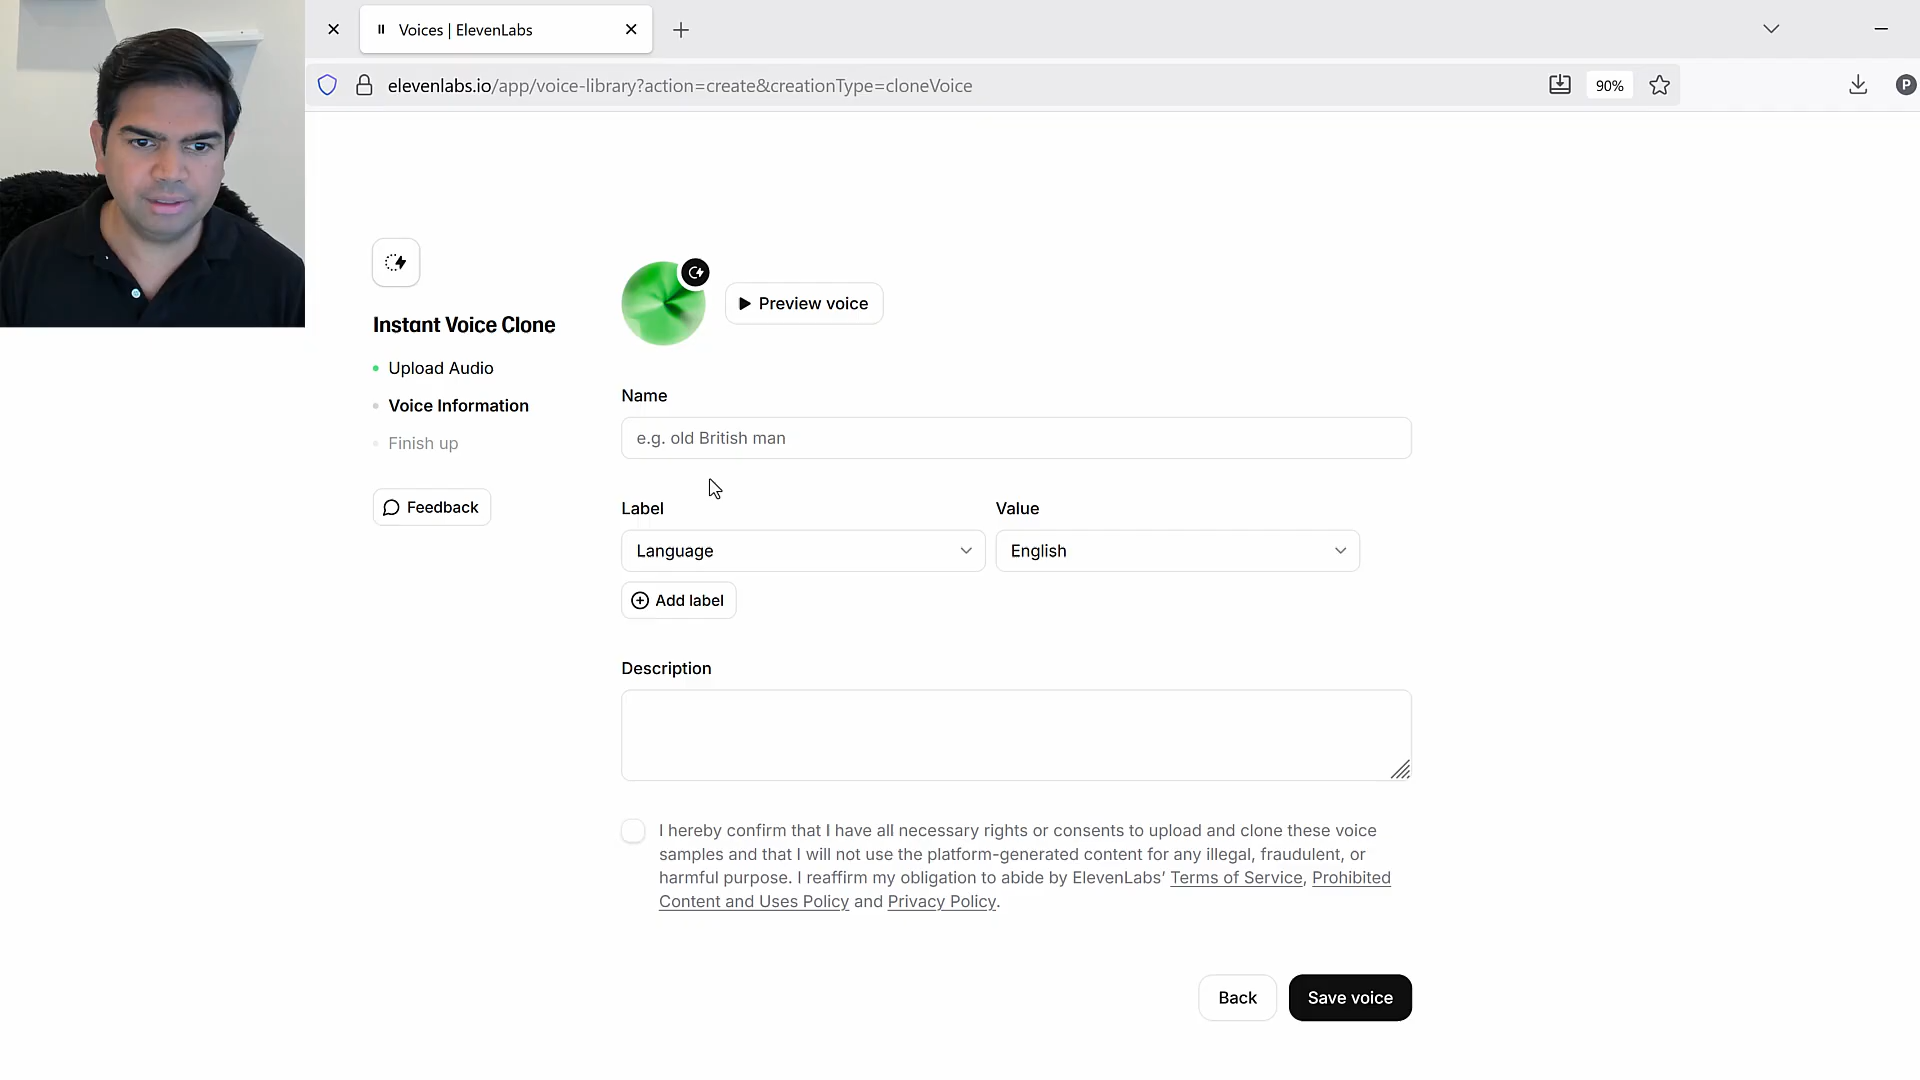 Voices | ElevenLabs
elevenlabs.io/app/voice-library?action=create&creationType=cloneVoice
90%
P
Instant Voice Clone
Upload Audio
Voice Information
Finish up
Feedback
Preview voice
Name
e.g. old British man
Label
Value
Language
English
Add label
Description
I hereby confirm that I have all necessary rights or consents to upload and clone these voice
samples and that I will not use the platform-generated content for any illegal, fraudulent, or
harmful purpose. I reaffirm my obligation to abide by ElevenLabs’ Terms of Service, Prohibited
Content and Uses Policy and Privacy Policy.
Back
Save voice